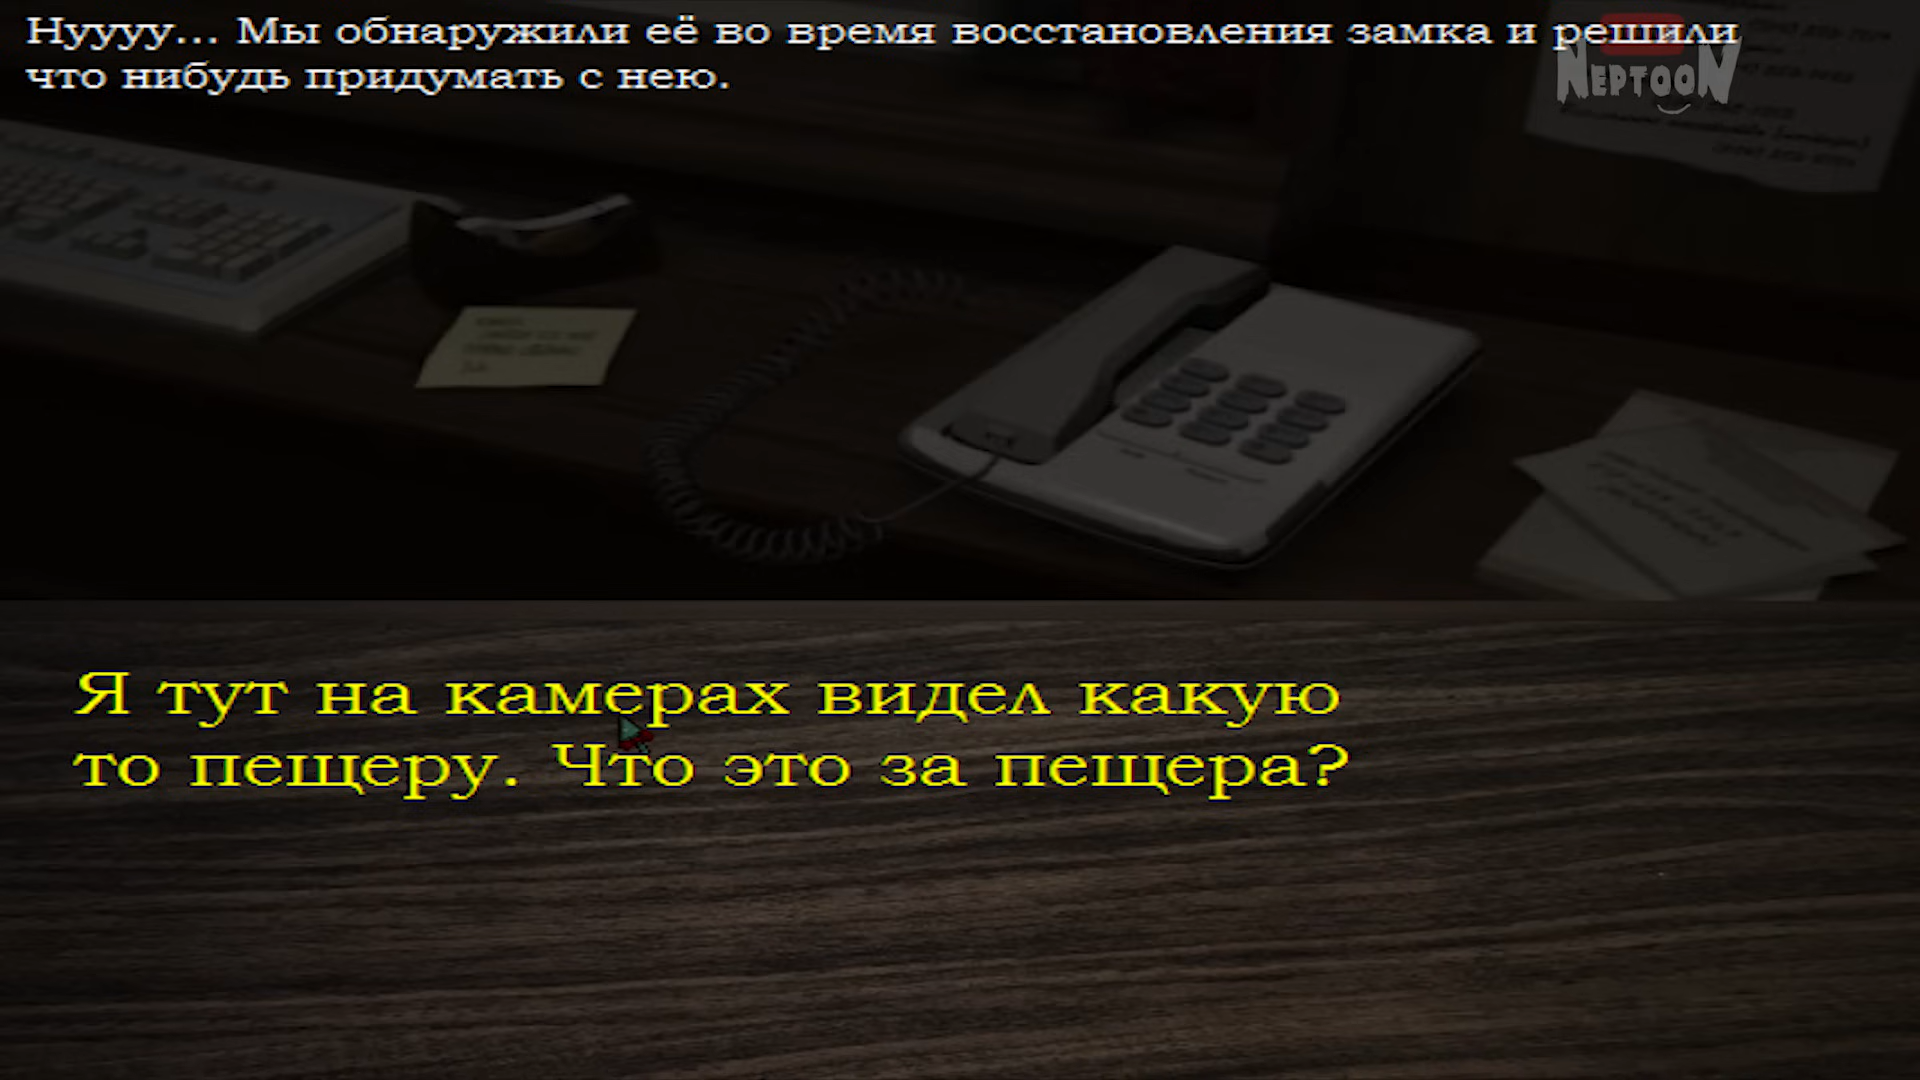 Нуууу... Мы обнаружили её во время восстановления замка и решили
что нибудь придумать с нею.
NEPTOON
Я тут на камерах видел какую
то пещеру. Что это за пещера?